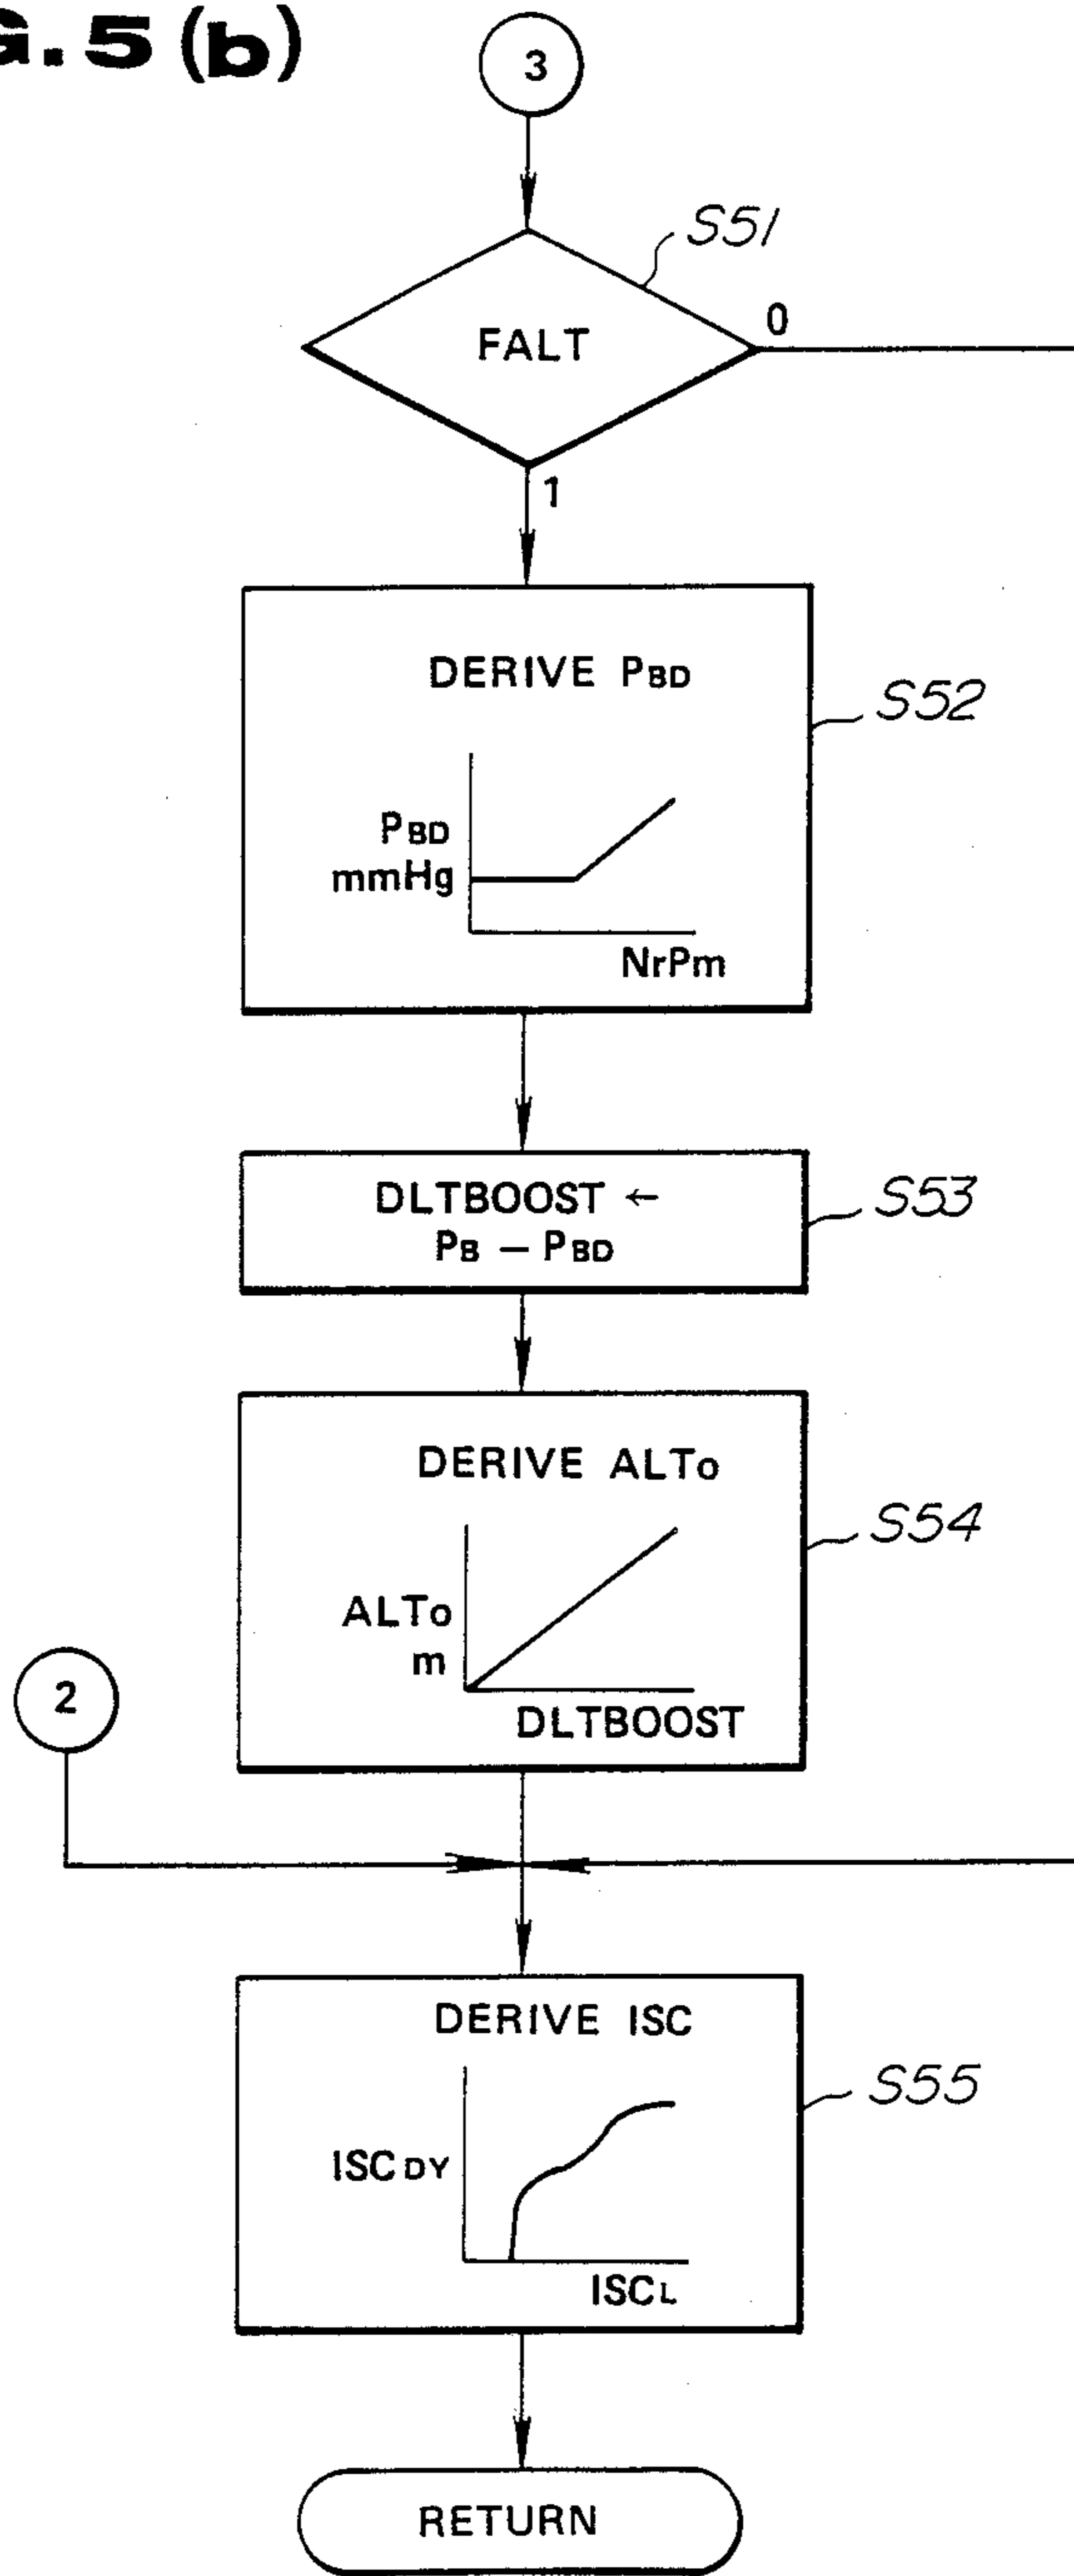 G. 5 (b)
3
S51
FALT
0
1
DERIVE PBD
S52
PBD
mmHg
NrPm
DLTBOOST ←
PB – PBD
S53
DERIVE ALTo
S54
ALTo
m
DLTBOOST
2
DERIVE ISC
S55
ISCDY
ISCL
RETURN